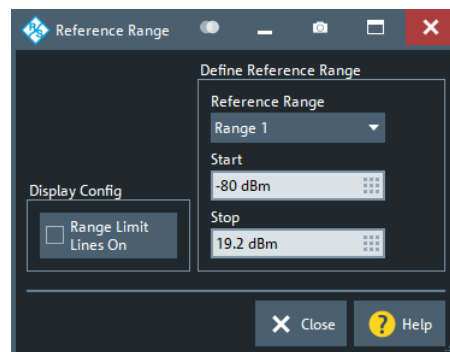 R&S Reference Range
Define Reference Range
Reference Range
Range 1
Start
-80 dBm
Display Config
Stop
Range Limit
Lines On
19.2 dBm
Close
? Help